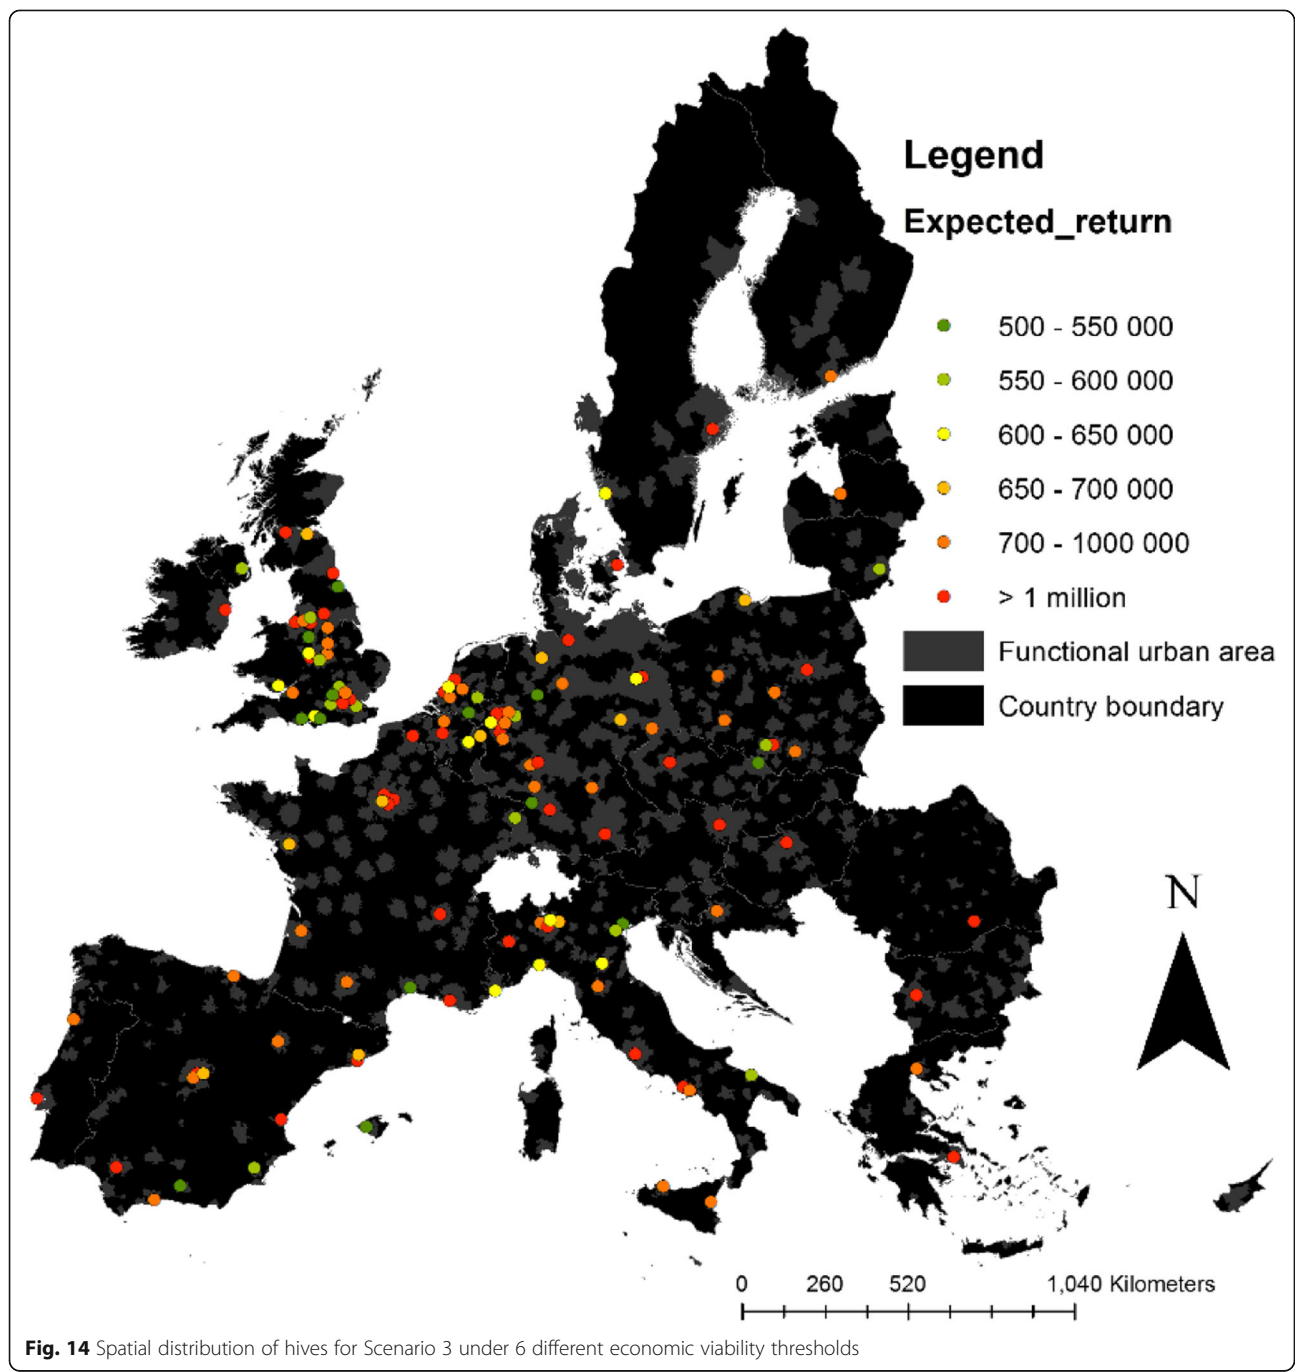 Legend
Expected_return
500 - 550 000
550 - 600 000
600 - 650 000
650 - 700 000
700 - 1000 000
> 1 million
Functional urban area
Country boundary
N
0 260 520 1,040 Kilometers
Fig. 14 Spatial distribution of hives for Scenario 3 under 6 different economic viability thresholds